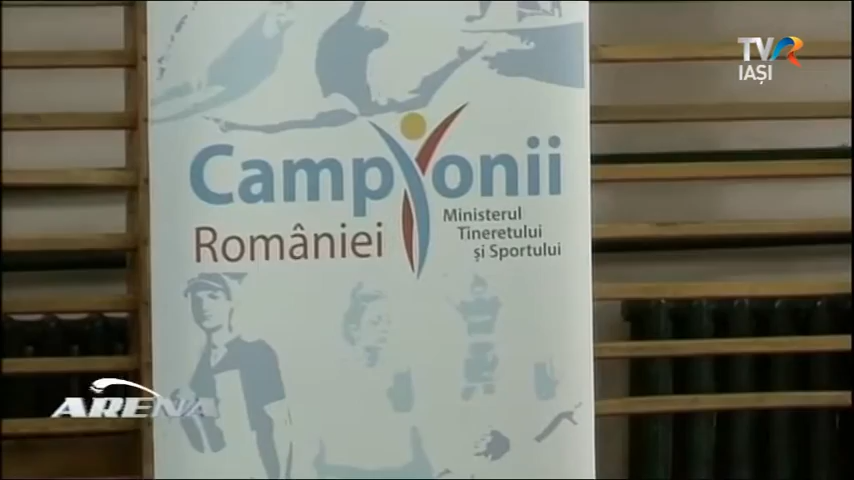 TVR
IAȘI
Campionii
României
Ministerul
Tineretului
și Sportului
ARENA